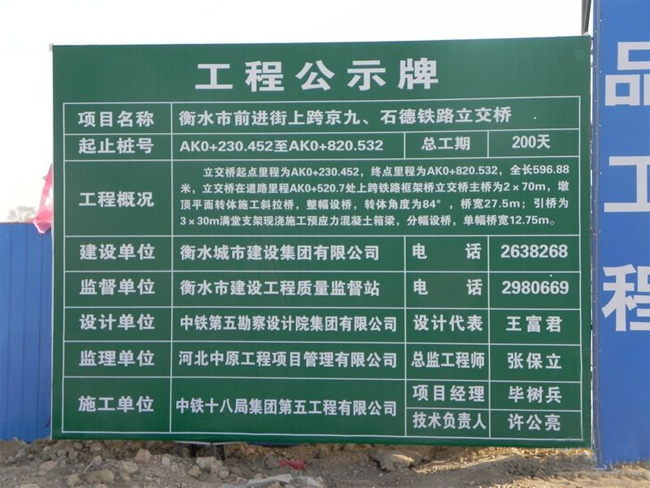 工程公示牌
项目名称 衡水市前进街上跨京九、石德铁路立交桥
起止桩号 AK0+230.452至AK0+820.532 总工期 200天
工程概况
立交桥起点里程为AK0+230.452，终点里程为AK0+820.532，全长596.88
米，立交桥在道路里程AK0+520.7处上跨铁路框架桥立交桥主桥为2×70m，墩
顶平面转体施工斜拉桥，整幅设桥，转体角度为84°，桥宽27.5m；引桥为
3×30m满堂支架现浇施工预应力混凝土箱梁，分幅设桥，单幅桥宽12.75m。
建设单位 衡水城市建设集团有限公司 电 话 2638268
监督单位 衡水市建设工程质量监督站 电 话 2980669
设计单位 中铁第五勘察设计院集团有限公司 设计代表 王富君
监理单位 河北中原工程项目管理有限公司 总监工程师 张保立
施工单位 中铁十八局集团第五工程有限公司 项目经理 毕树兵
技术负责人 许公亮
品
工
程